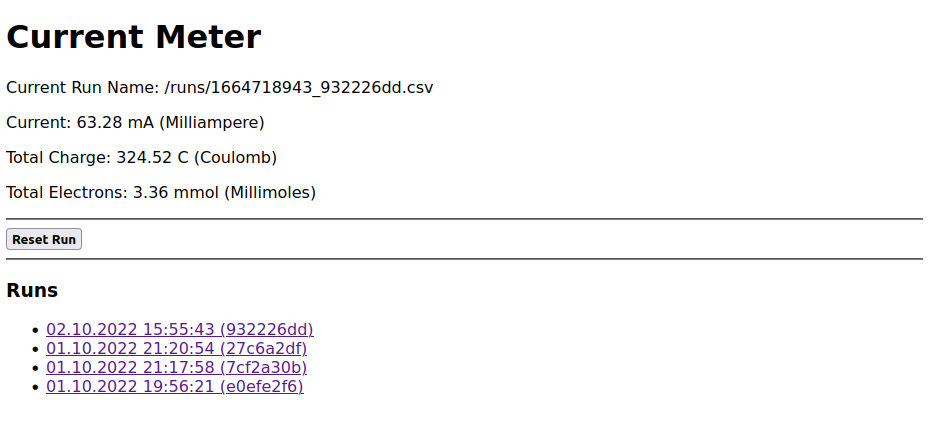 Current Meter
Current Run Name: /runs/1664718943_932226dd.csv
Current: 63.28 mA (Milliampere)
Total Charge: 324.52 C (Coulomb)
Total Electrons: 3.36 mmol (Millimoles)
Reset Run
Runs
02.10.2022 15:55:43 (932226dd)
01.10.2022 21:20:54 (27c6a2df)
01.10.2022 21:17:58 (7cf2a30b)
01.10.2022 19:56:21 (e0efe2f6)